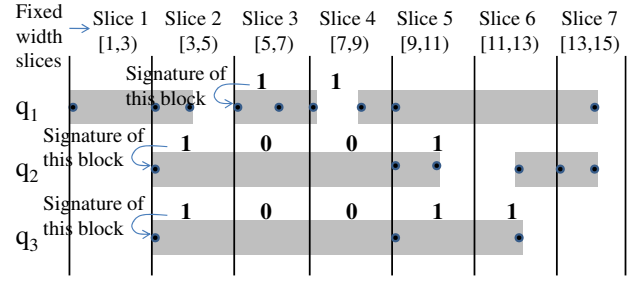 Fixed width slices
Slice 1 Slice 2 Slice 3 Slice 4 Slice 5 Slice 6 Slice 7
[1,3) [3,5) [5,7) [7,9) [9,11) [11,13) [13,15)
Signature of this block 1 1
q1
Signature of this block 1 0 0 1
q2
Signature of this block 1 0 0 1 1
q3